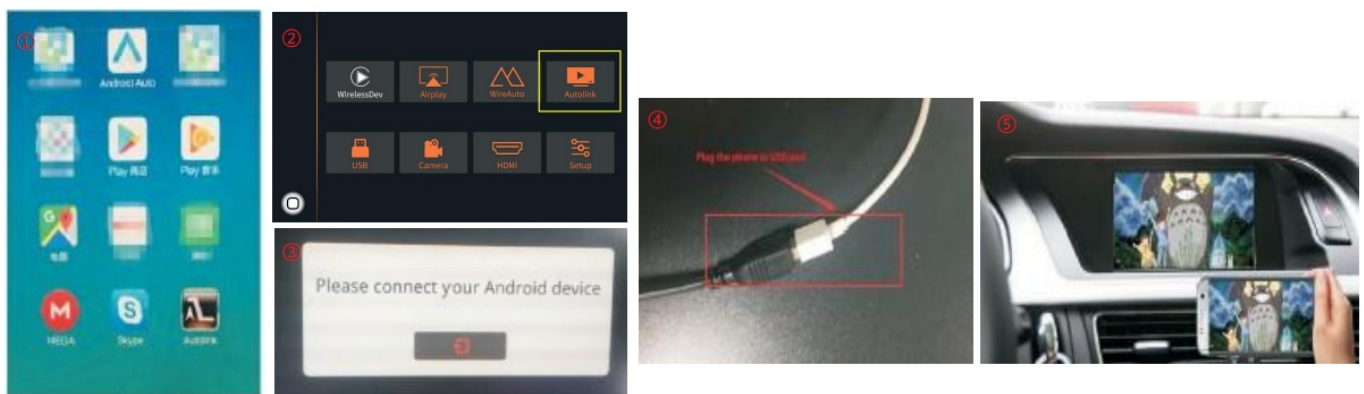 ①
Android Auto
Play 商店
Play 音乐
地图
MEGA
Skype
Autolink
②
WirelessDev
Airplay
WireAuto
Autolink
USB
Camera
HDMI
Setup
③
Please connect your Android device
④
Plug the phone to USB port
⑤